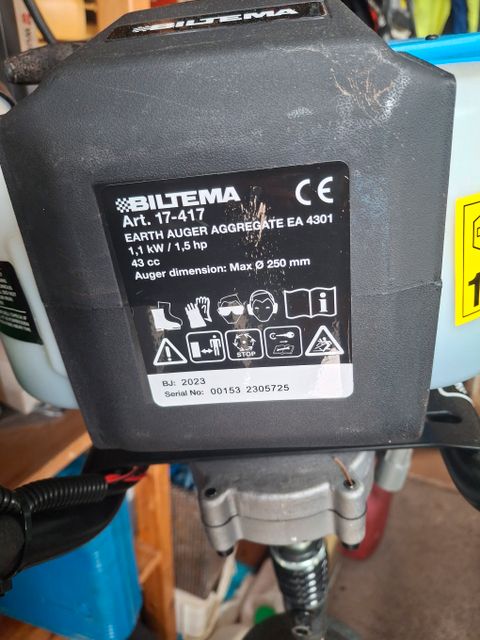 BILTEMA
BILTEMA
CE
Art. 17-417
EARTH AUGER AGGREGATE EA 4301
1,1 kW / 1,5 hp
43 cc
Auger dimension: Max Ø 250 mm
STOP
BJ: 2023
Serial No: 00153 2305725